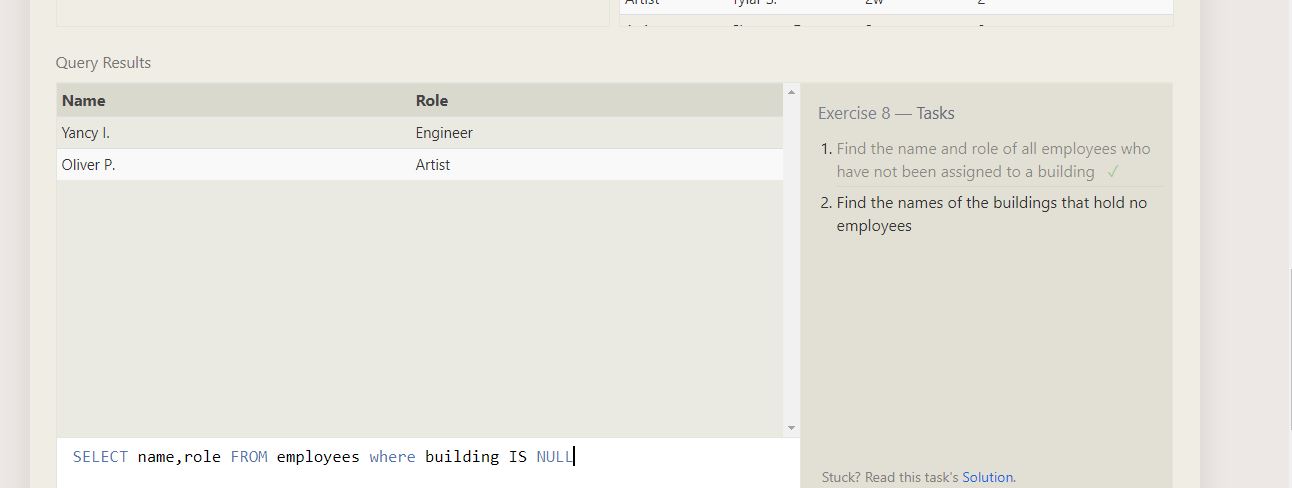 Artist Tylar S. 2w
Query Results
Name Role
Yancy I. Engineer
Oliver P. Artist
Exercise 8 — Tasks
1. Find the name and role of all employees who
have not been assigned to a building ✓
2. Find the names of the buildings that hold no
employees
SELECT name,role FROM employees where building IS NULL
Stuck? Read this task's Solution.